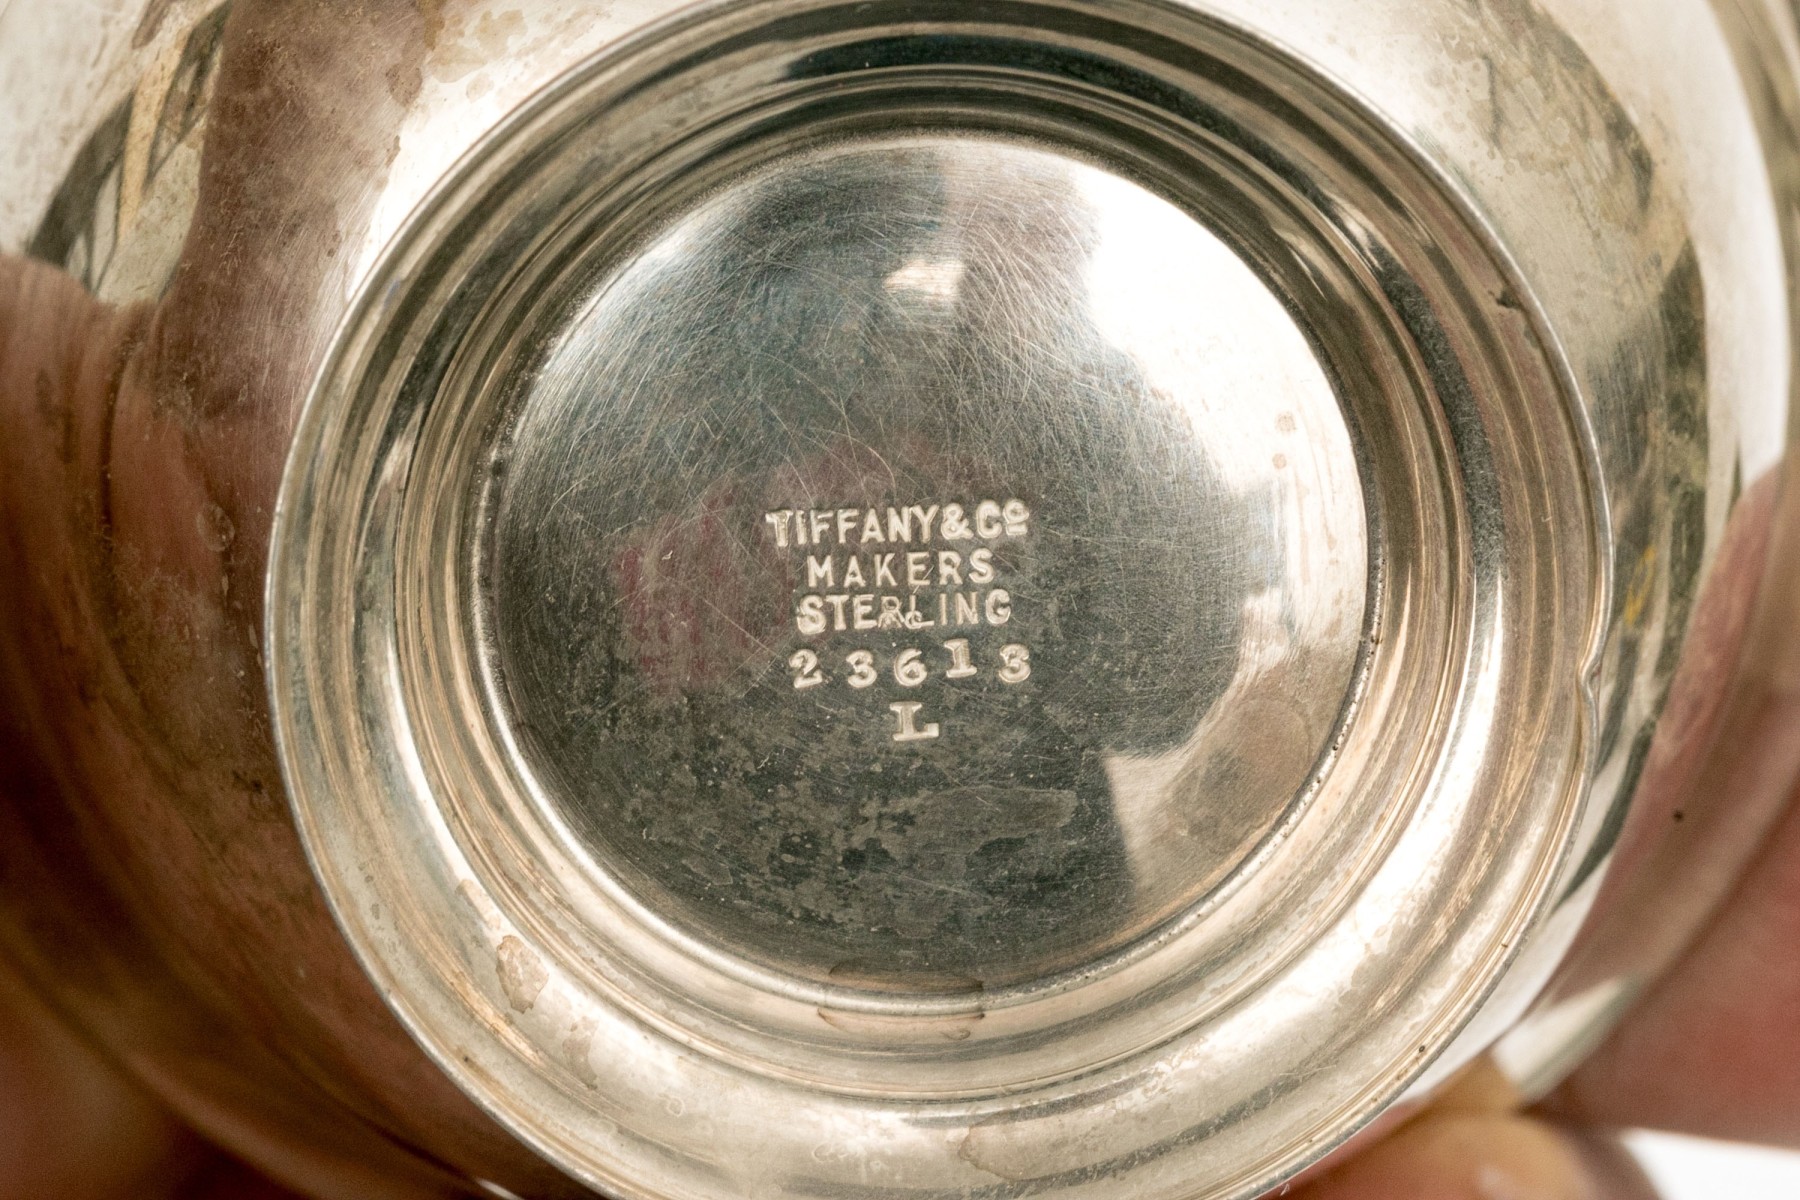 TIFFANY & Cº
MAKERS
STERLING
23613
L